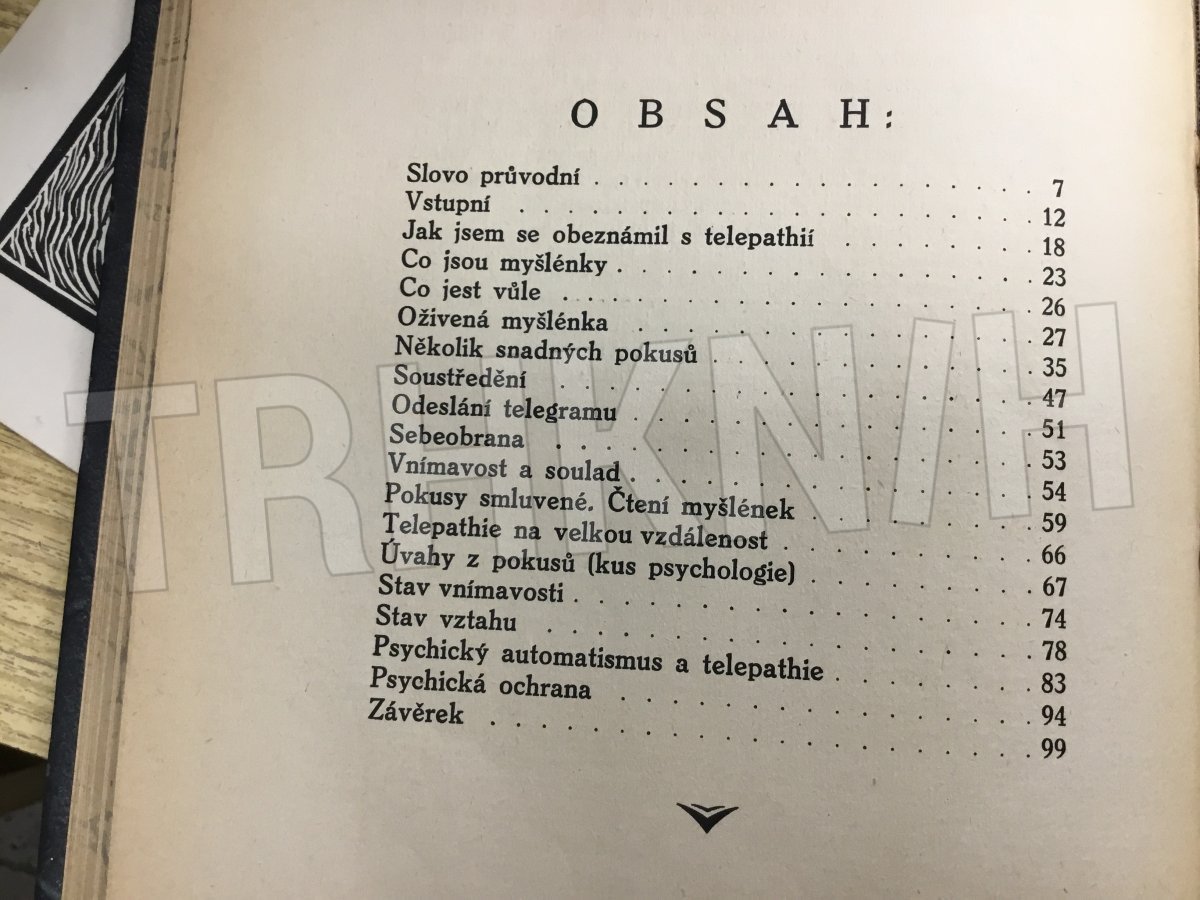 OBSAH:
Slovo průvodní . . . . . . . . . . . . . . . . . . 7
Vstupní . . . . . . . . . . . . . . . . . . . . . 12
Jak jsem se obeznámil s telepathií . . . . . . . . 18
Co jsou myšlénky . . . . . . . . . . . . . . . . . 23
Co jest vůle . . . . . . . . . . . . . . . . . . . 26
Oživená myšlénka . . . . . . . . . . . . . . . . . 27
Několik snadných pokusů . . . . . . . . . . . . . 35
Soustředění . . . . . . . . . . . . . . . . . . . 47
Odeslání telegramu . . . . . . . . . . . . . . . . 51
Sebeobrana . . . . . . . . . . . . . . . . . . . . 53
Vnímavost a soulad . . . . . . . . . . . . . . . . 54
Pokusy smluvené. Čtení myšlének . . . . . . . . . 59
Telepathie na velkou vzdálenost . . . . . . . . . 66
Úvahy z pokusů (kus psychologie) . . . . . . . . . 67
Stav vnímavosti . . . . . . . . . . . . . . . . . 74
Stav vztahu . . . . . . . . . . . . . . . . . . . 78
Psychický automatismus a telepathie . . . . . . . 83
Psychická ochrana . . . . . . . . . . . . . . . . 94
Závěrek . . . . . . . . . . . . . . . . . . . . . 99
TRHKNIH